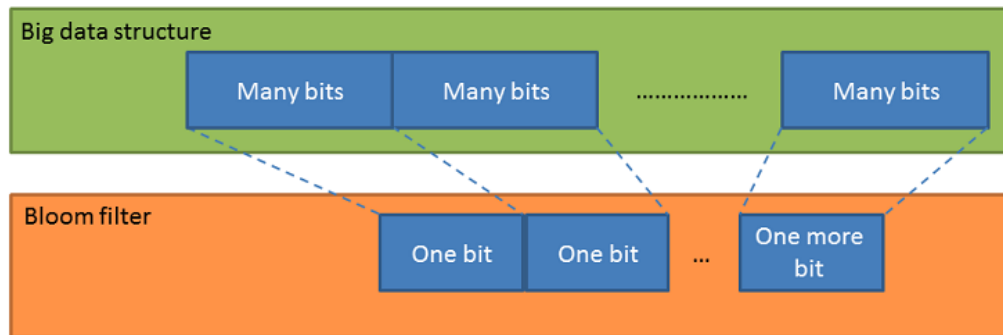 Big data structure
Many bits Many bits ……………… Many bits
Bloom filter
One bit One bit … One more
bit